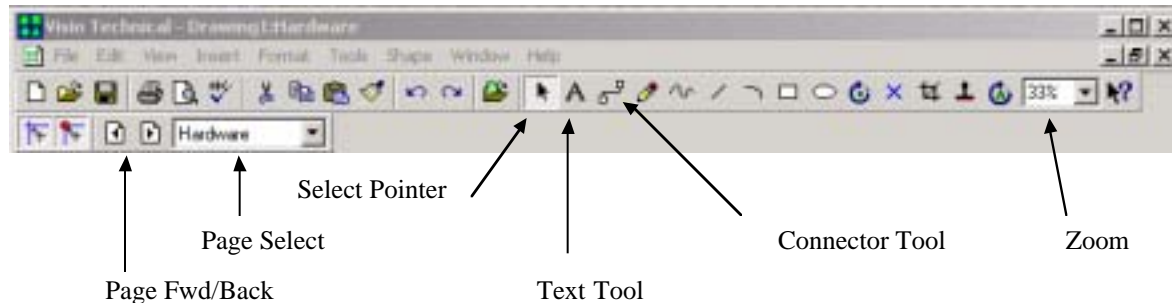 Visio Technical - Drawing1:Hardware
File Edit View Insert Format Tools Shape Window Help
A 33%
Hardware
Select Pointer
Page Select Connector Tool Zoom
Page Fwd/Back Text Tool